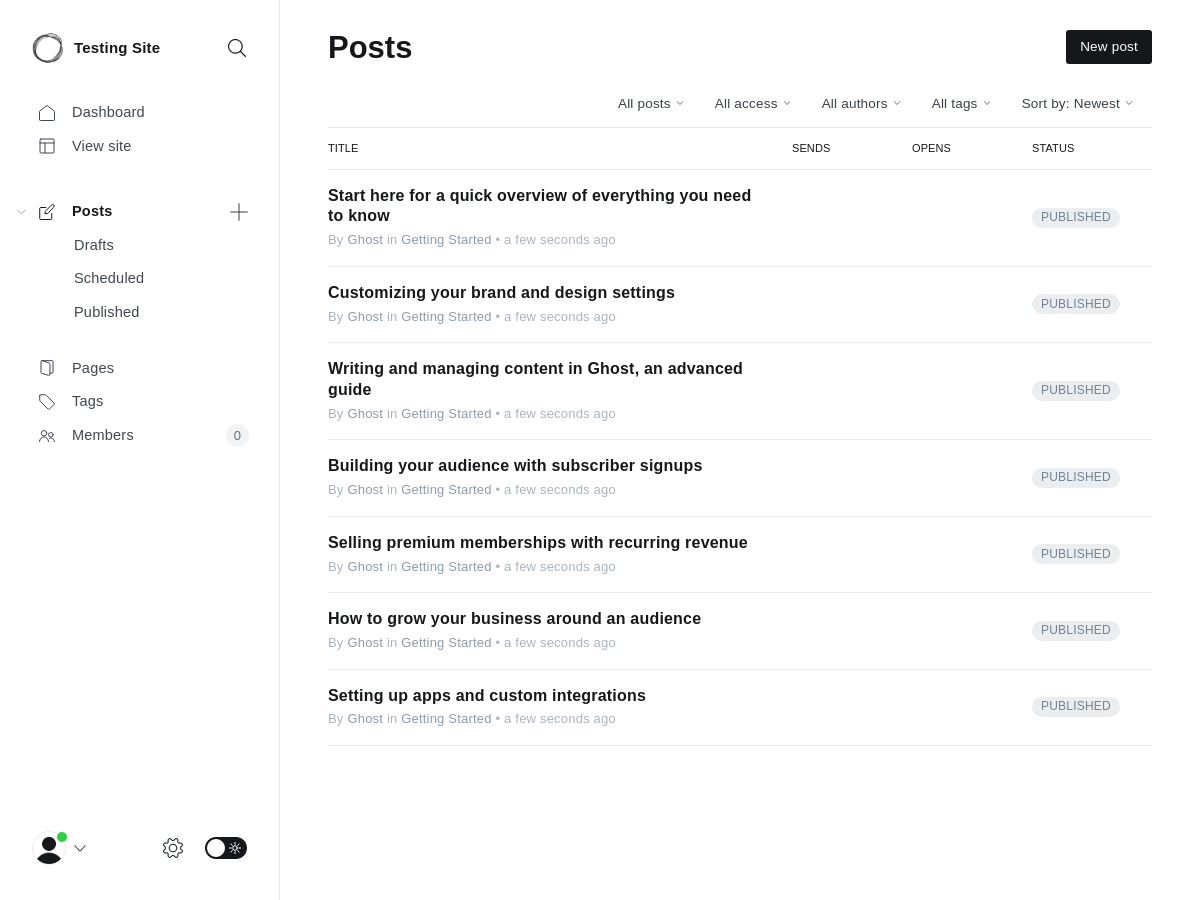 Testing Site
Dashboard
View site
Posts
Drafts
Scheduled
Published
Pages
Tags
Members
0
Posts
New post
All posts
All access
All authors
All tags
Sort by: Newest
TITLE
SENDS
OPENS
STATUS
Start here for a quick overview of everything you need
to know
By Ghost in Getting Started • a few seconds ago
PUBLISHED
Customizing your brand and design settings
By Ghost in Getting Started • a few seconds ago
PUBLISHED
Writing and managing content in Ghost, an advanced
guide
By Ghost in Getting Started • a few seconds ago
PUBLISHED
Building your audience with subscriber signups
By Ghost in Getting Started • a few seconds ago
PUBLISHED
Selling premium memberships with recurring revenue
By Ghost in Getting Started • a few seconds ago
PUBLISHED
How to grow your business around an audience
By Ghost in Getting Started • a few seconds ago
PUBLISHED
Setting up apps and custom integrations
By Ghost in Getting Started • a few seconds ago
PUBLISHED